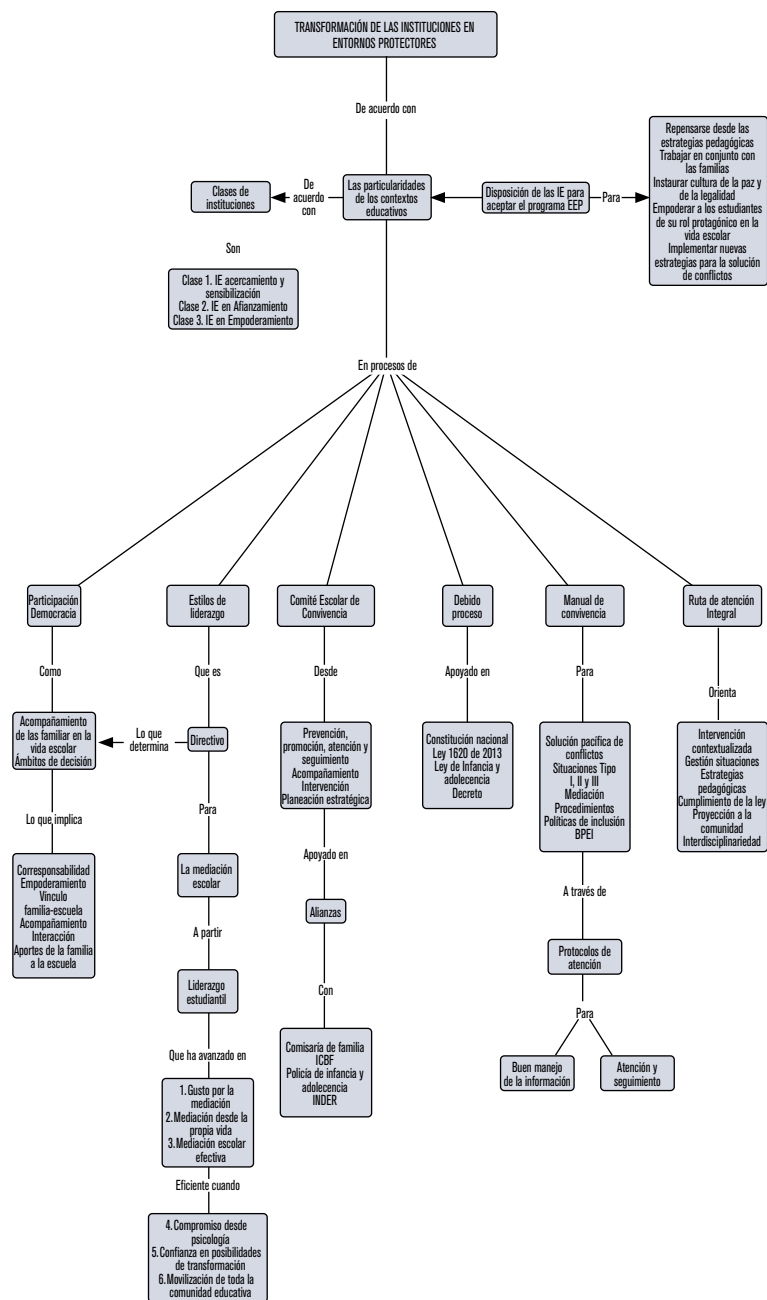 TRANSFORMACIÓN DE LAS INSTITUCIONES EN
ENTORNOS PROTECTORES
De acuerdo con
Repensarse desde las
estrategias pedagógicas
Trabajar en conjunto con
las familias
Instaurar cultura de la paz y
de la legalidad
Empoderar a los estudiantes
de su rol protagónico en la
vida escolar
Implementar nuevas
estrategias para la solución
de conflictos
Clases de
instituciones
De
acuerdo
con
Las particularidades
de los contextos
educativos
Disposición de las IE para
aceptar el programa EEP
Para
Son
Clase 1. IE acercamiento y
sensibilización
Clase 2. IE en Afianzamiento
Clase 3. IE en Empoderamiento
En procesos de
Participación
Democracia
Estilos de
liderazgo
Comité Escolar de
Convivencia
Debido
proceso
Manual de
convivencia
Ruta de atención
Integral
Como
Que es
Desde
Apoyado en
Para
Orienta
Acompañamiento
de las familiar en la
vida escolar
Ámbitos de decisión
Lo que
determina
Directivo
Prevención,
promoción, atención y
seguimiento
Acompañamiento
Intervención
Planeación estratégica
Constitución nacional
Ley 1620 de 2013
Ley de Infancia y
adolecencia
Decreto
Solución pacífica de
conflictos
Situaciones Tipo
I, II y III
Mediación
Procedimientos
Políticas de inclusión
BPEI
Intervención
contextualizada
Gestión situaciones
Estrategias
pedagógicas
Cumplimiento de la ley
Proyección a la
comunidad
Interdisciplinariedad
Lo que implica
Para
Apoyado en
A través de
Corresponsabilidad
Empoderamiento
Vínculo
familia-escuela
Acompañamiento
Interacción
Aportes de la familia
a la escuela
La mediación
escolar
Alianzas
Protocolos de
atención
A partir
Con
Para
Liderazgo
estudiantil
Comisaría de familia
ICBF
Policía de infancia y
adolecencia
INDER
Buen manejo
de la información
Atención y
seguimiento
Que ha avanzado en
1. Gusto por la
mediación
2. Mediación desde la
propia vida
3. Mediación escolar
efectiva
Eficiente cuando
4. Compromiso desde
psicología
5. Confianza en posibilidades
de transformación
6. Movilización de toda la
comunidad educativa